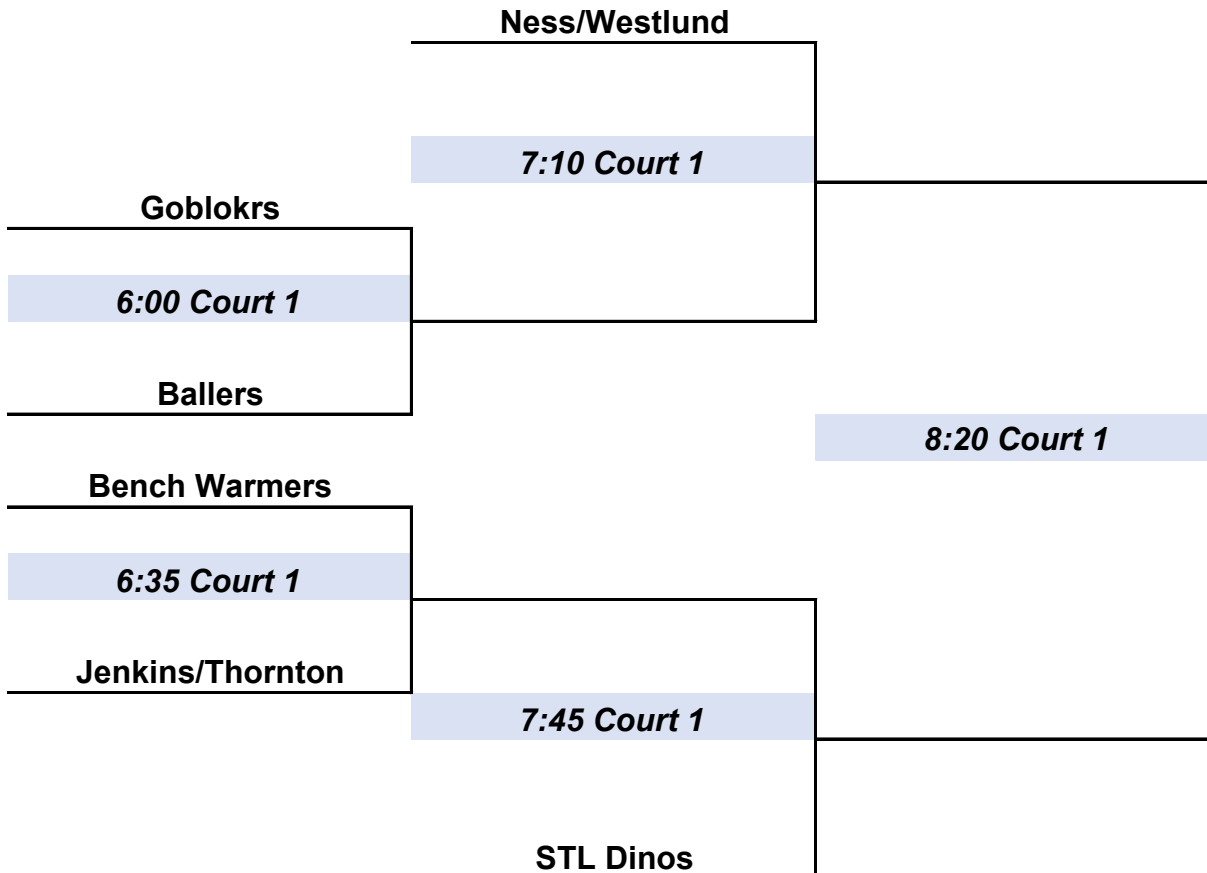 Ness/Westlund
7:10 Court 1
Goblokrs
6:00 Court 1
Ballers
8:20 Court 1
Bench Warmers
6:35 Court 1
Jenkins/Thornton
7:45 Court 1
STL Dinos